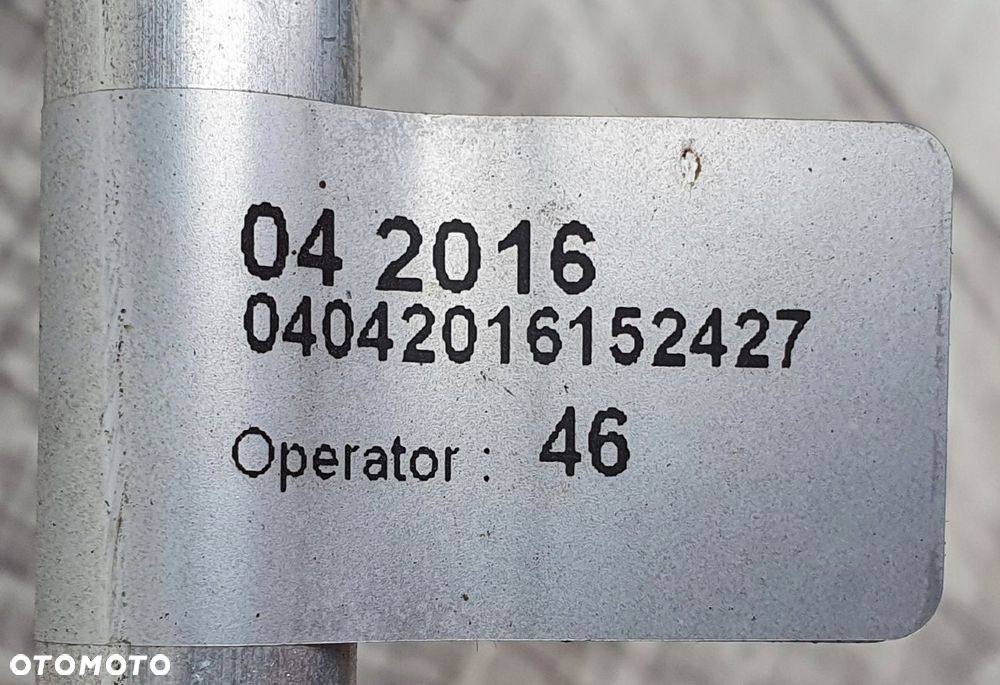 04 2016
04042016152427
Operator : 46
OTOMOTO